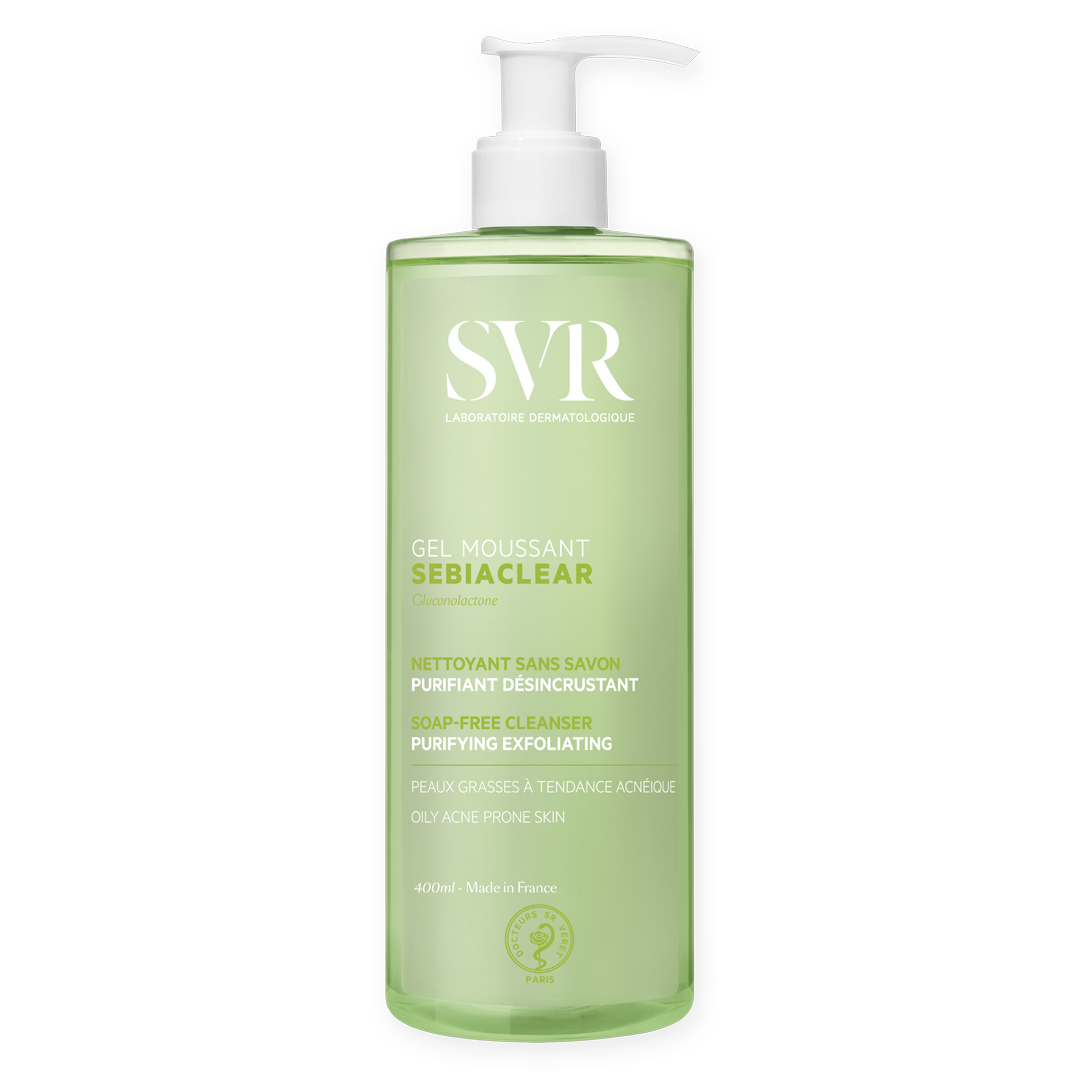 SVR
LABORATOIRE DERMATOLOGIQUE
GEL MOUSSANT
SEBIACLEAR
Gluconolactone
NETTOYANT SANS SAVON
PURIFIANT DÉSINCRUSTANT
SOAP-FREE CLEANSER
PURIFYING EXFOLIATING
PEAUX GRASSES À TENDANCE ACNÉIQUE
OILY ACNE PRONE SKIN
400ml - Made in France
DOCTEURS SR VERET
PARIS